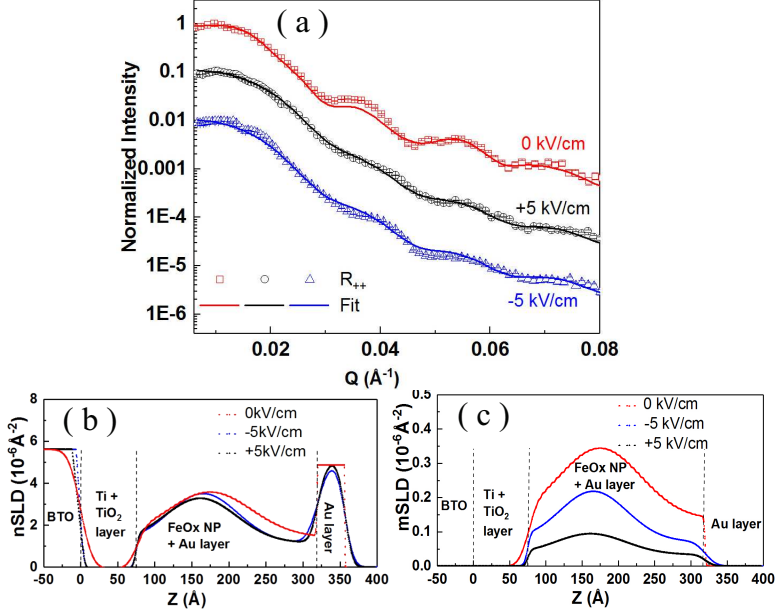 ( a )
Normalized Intensity
1
0.1
0.01
0.001
1E-4
1E-5
1E-6
0 kV/cm
+5 kV/cm
-5 kV/cm
R++
Fit
0.02 0.04 0.06 0.08
Q (Å-1)
( b )
nSLD (10-6Å-2)
6
4
2
0
0kV/cm
-5kV/cm
+5kV/cm
BTO
Ti +
TiO2
layer
FeOx NP
+ Au layer
Au layer
-50 0 50 100 150 200 250 300 350 400
Z (Å)
( c )
mSLD (10-6Å-2)
0.5
0.4
0.3
0.2
0.1
0.0
0 kV/cm
-5 kV/cm
+5 kV/cm
BTO
Ti +
TiO2
layer
FeOx NP
+ Au layer
Au layer
-50 0 50 100 150 200 250 300 350 400
Z (Å)